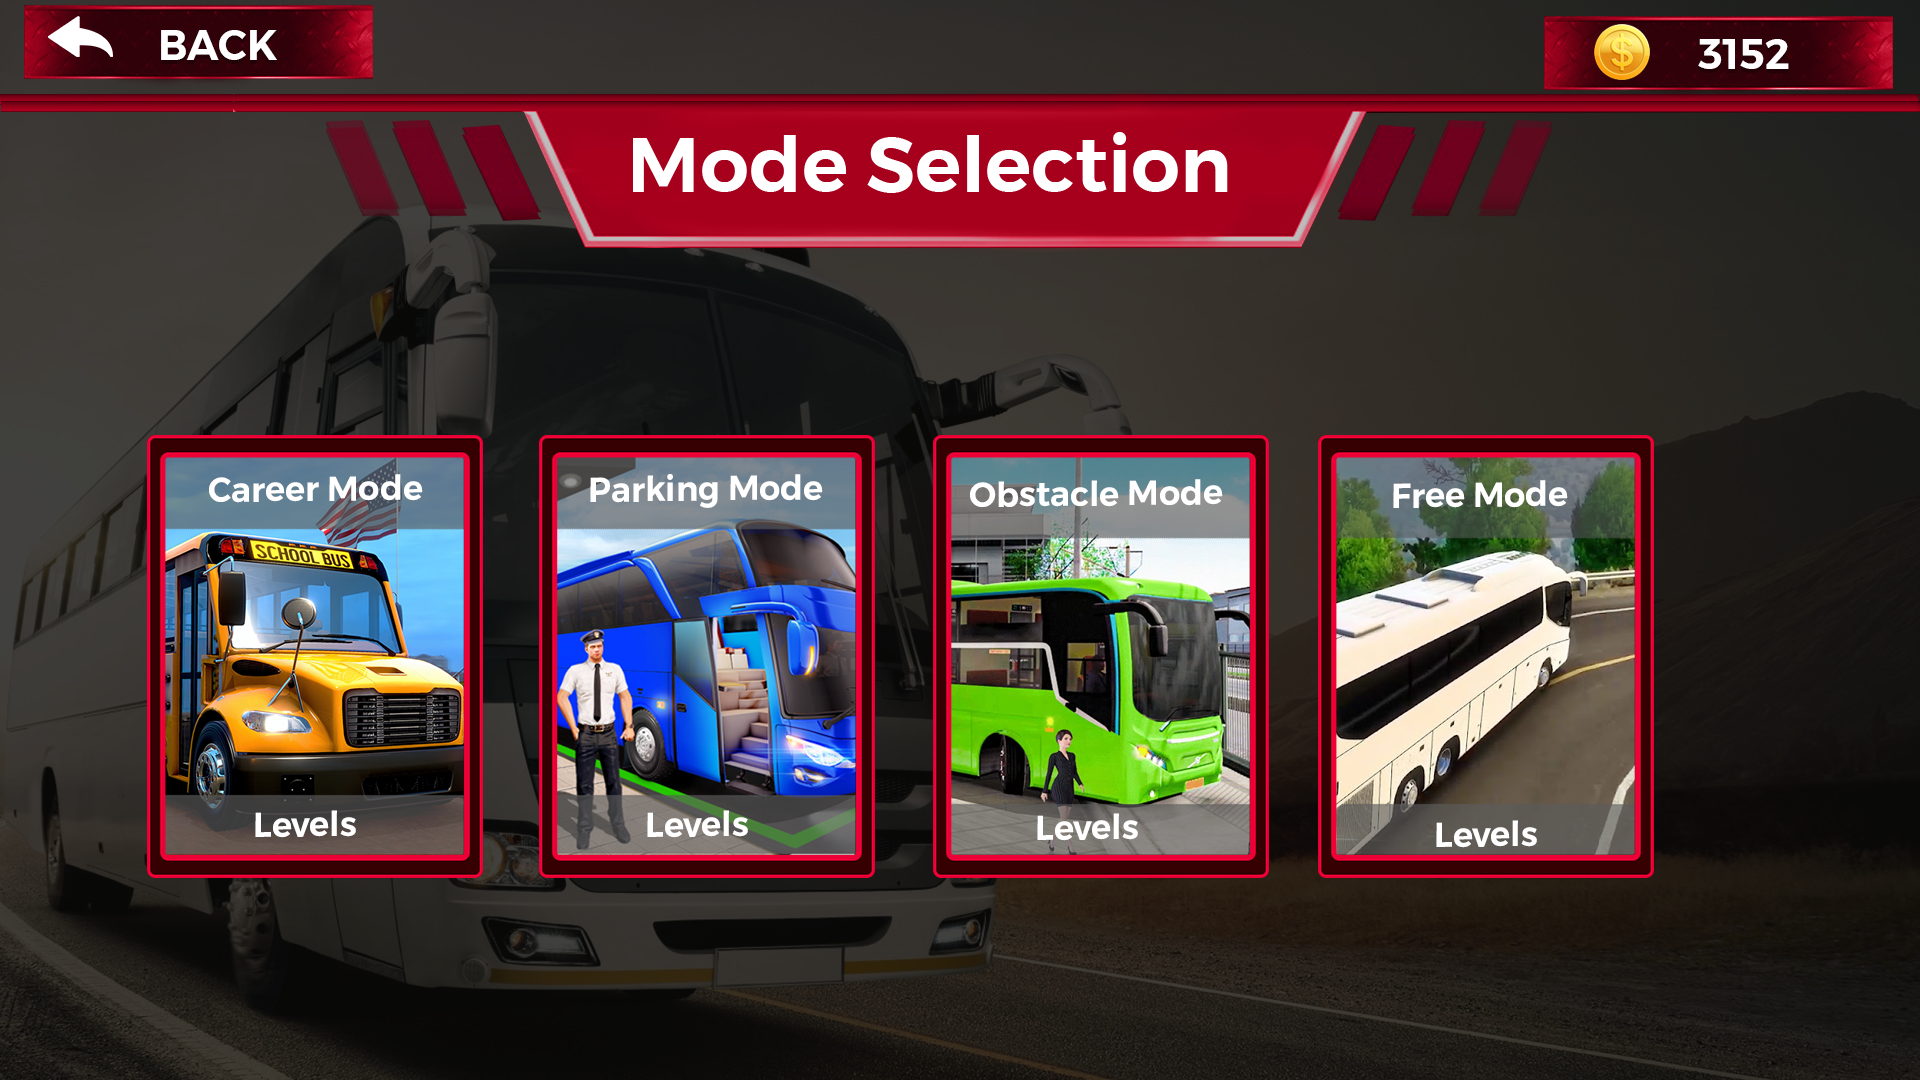 BACK
3152
Mode Selection
Career Mode
SCHOOL BUS
Levels
Parking Mode
Levels
Obstacle Mode
Levels
Free Mode
Levels